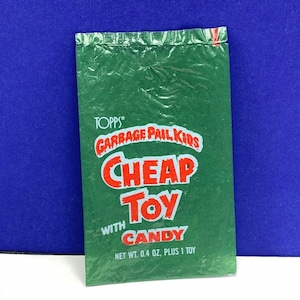 TOPPS®
GARBAGE PAIL KIDS
CHEAP
TOY
WITH
CANDY
NET WT. 0.4 OZ. PLUS 1 TOY